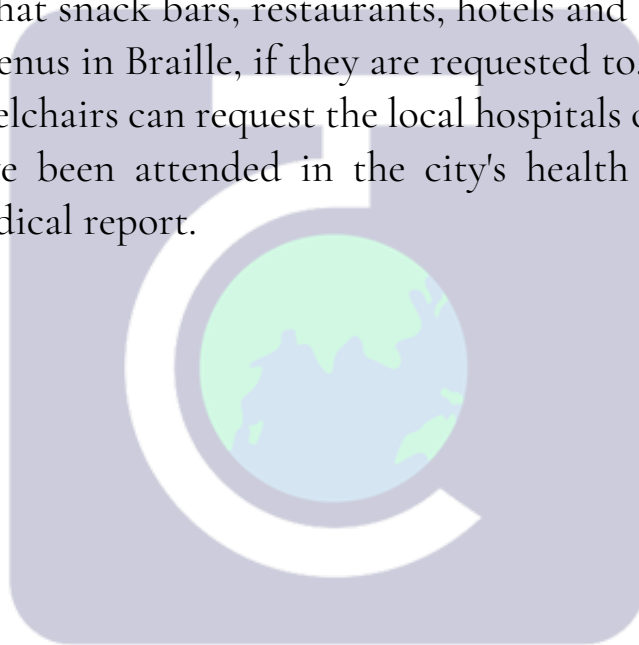 hat snack bars, restaurants, hotels and
enus in Braille, if they are requested to.
elchairs can request the local hospitals o
e been attended in the city's health
dical report.